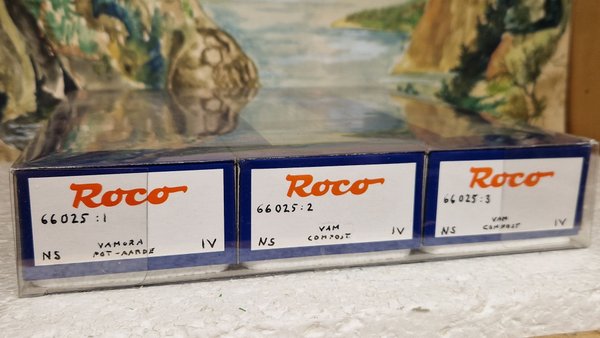 Roco
66025:1
VAMORA
POT-AARDE
NS
IV
Roco
66025:2
VAM
COMPOST
NS
IV
Roco
66025:3
VAM
COMPOST
NS
IV